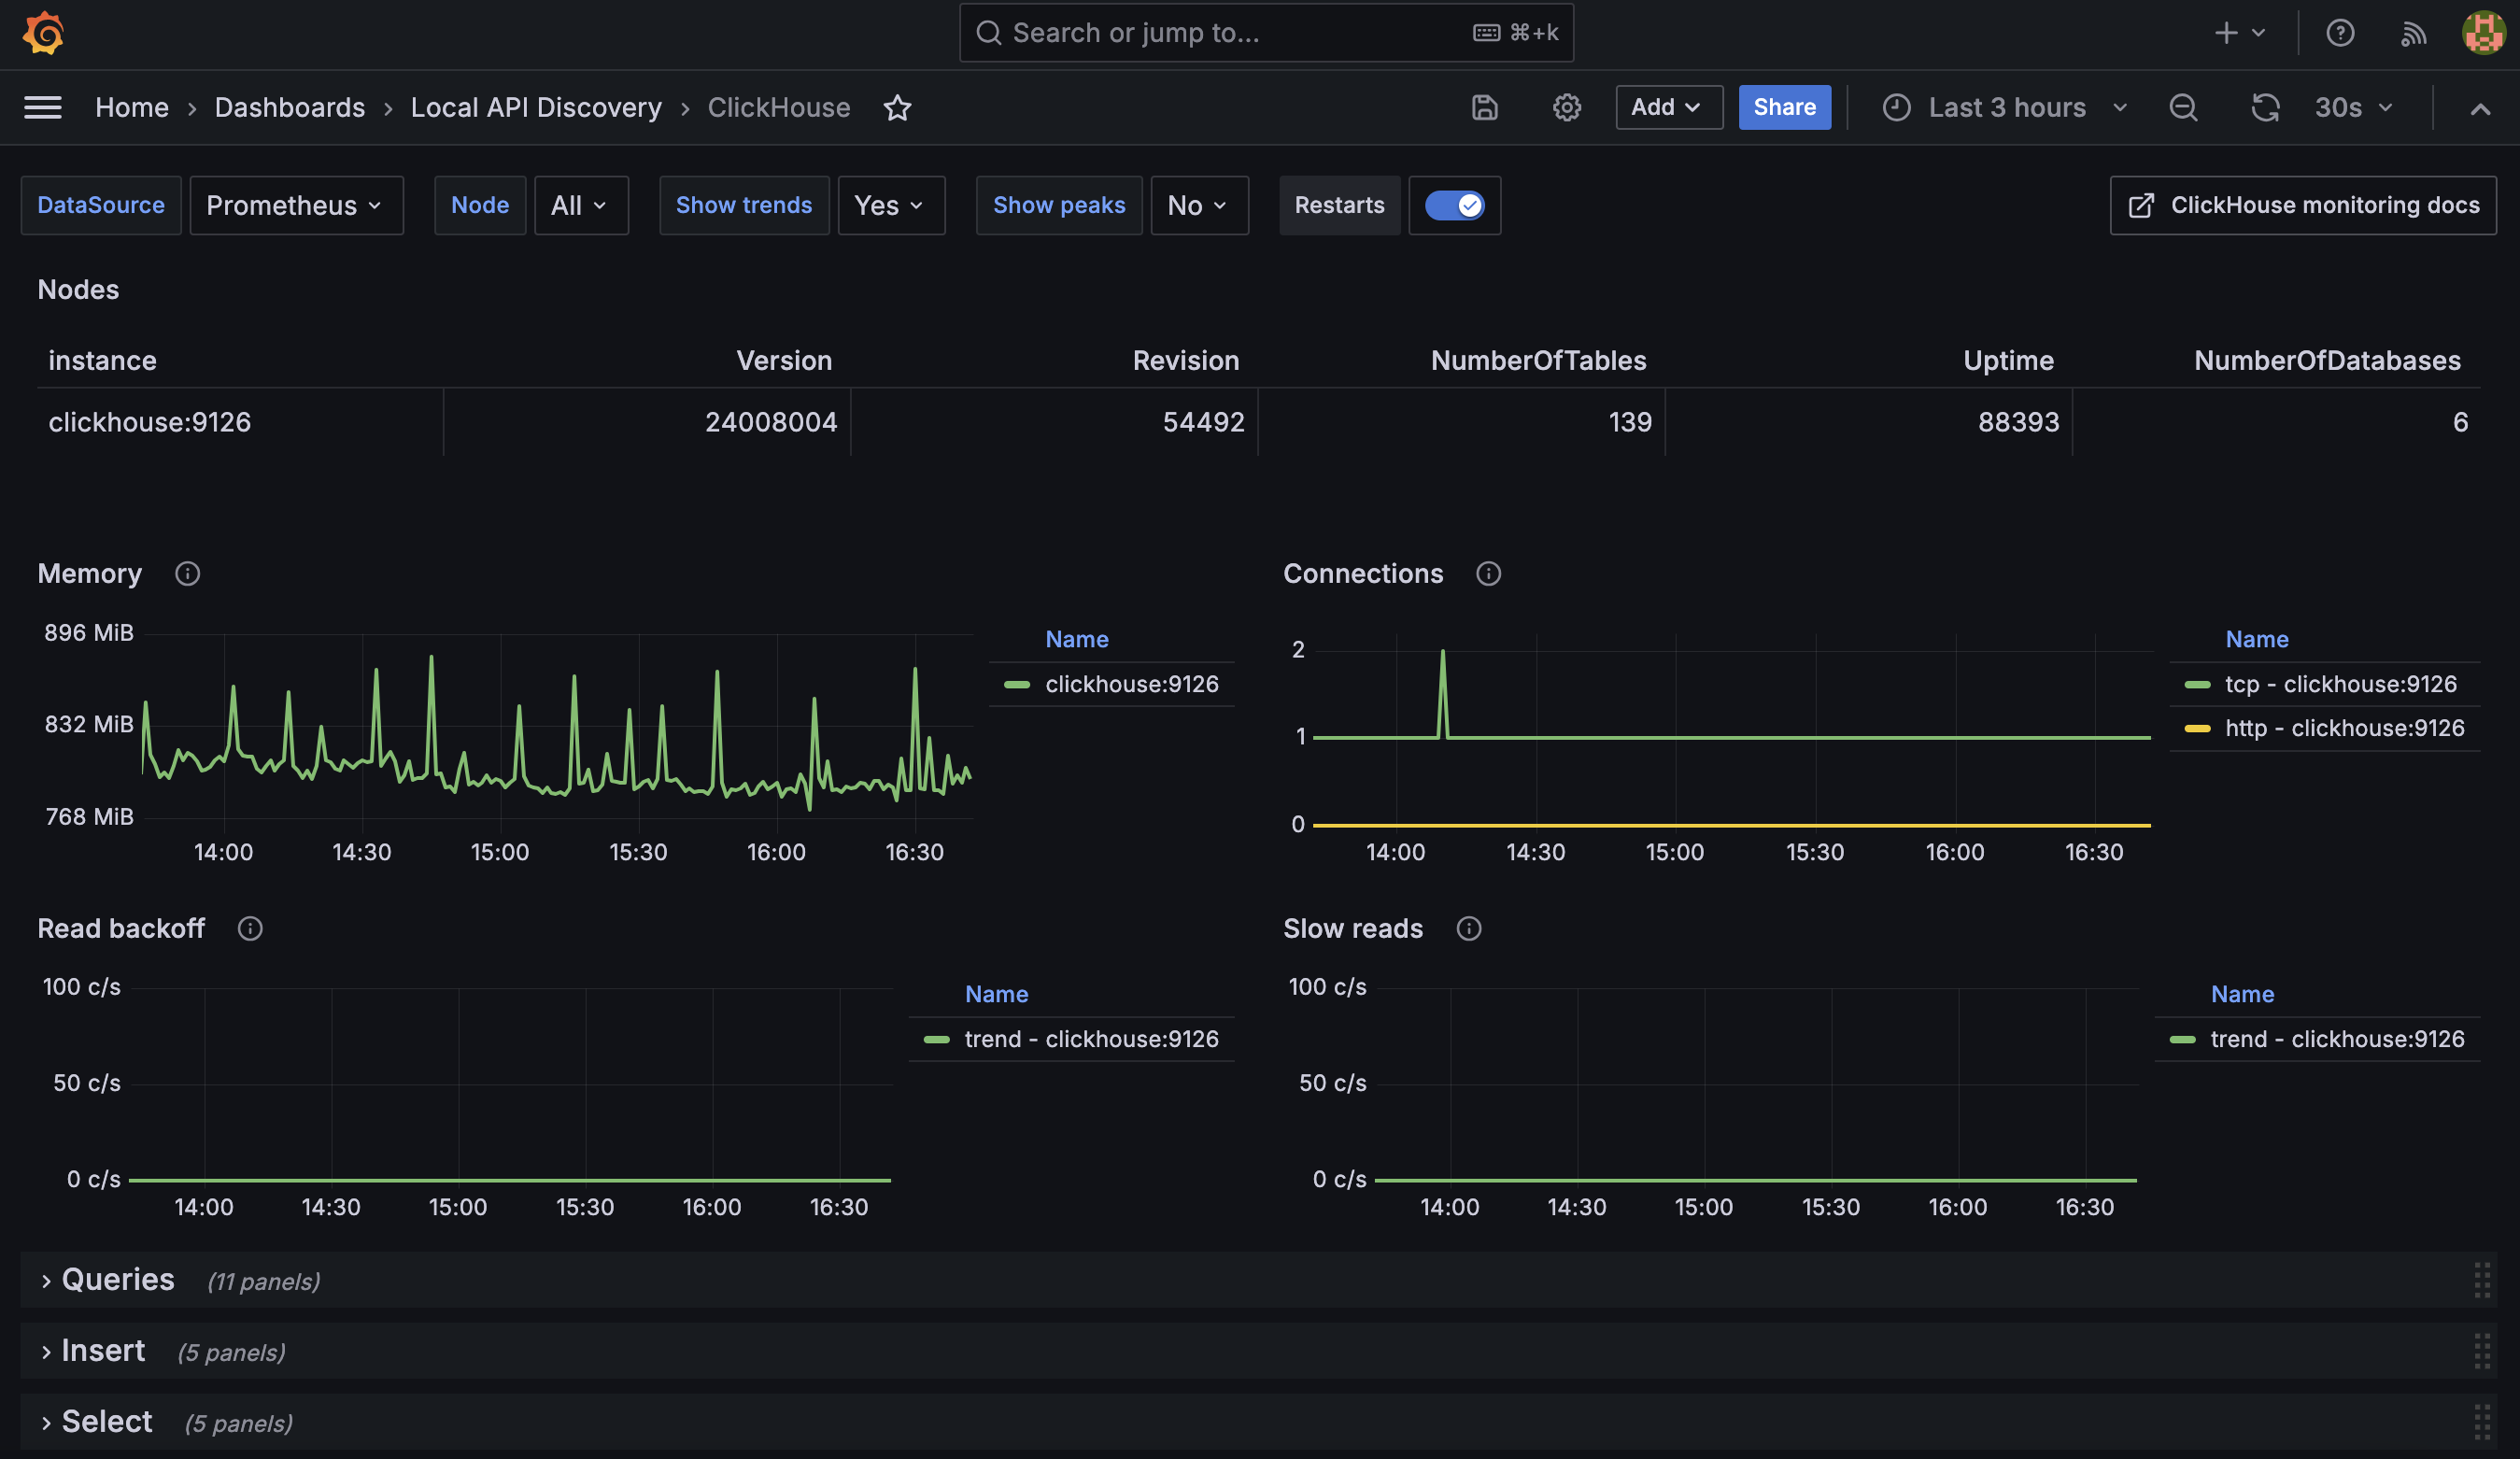 Search or jump to... ⌘+k
Home › Dashboards › Local API Discovery › ClickHouse
Add
Share
Last 3 hours
30s
DataSource Prometheus Node All Show trends Yes Show peaks No Restarts ClickHouse monitoring docs
Nodes
instance Version Revision NumberOfTables Uptime NumberOfDatabases
clickhouse:9126 24008004 54492 139 88393 6
Memory
896 MiB
832 MiB
768 MiB
14:00 14:30 15:00 15:30 16:00 16:30
Name
clickhouse:9126
Connections
2
1
0
14:00 14:30 15:00 15:30 16:00 16:30
Name
tcp - clickhouse:9126
http - clickhouse:9126
Read backoff
100 c/s
50 c/s
0 c/s
14:00 14:30 15:00 15:30 16:00 16:30
Name
trend - clickhouse:9126
Slow reads
100 c/s
50 c/s
0 c/s
14:00 14:30 15:00 15:30 16:00 16:30
Name
trend - clickhouse:9126
Queries (11 panels)
Insert (5 panels)
Select (5 panels)